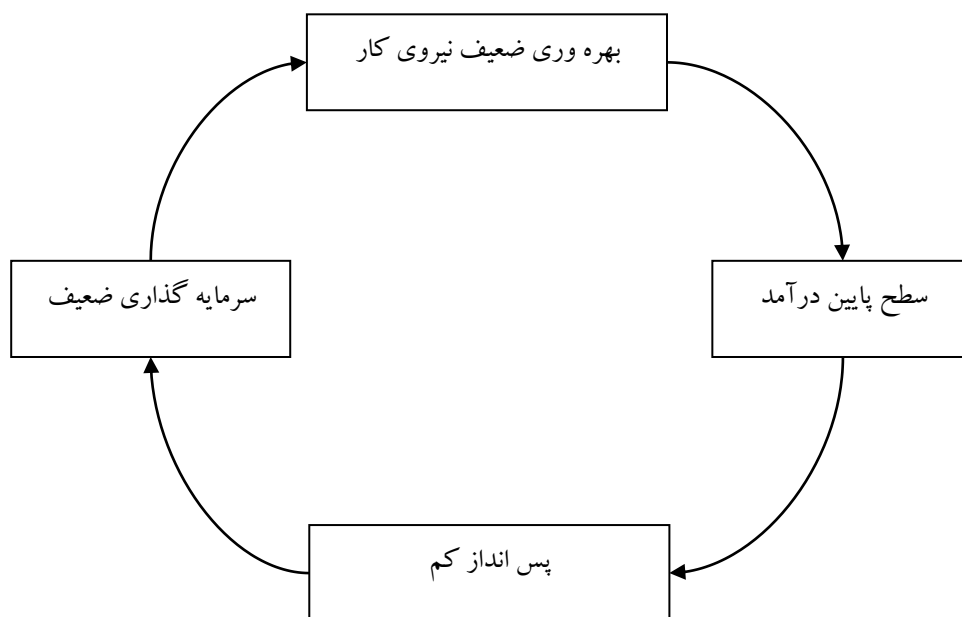 بهره وری ضعیف نیروی کار
سطح پایین درآمد
سرمایه گذاری ضعیف
پس انداز کم